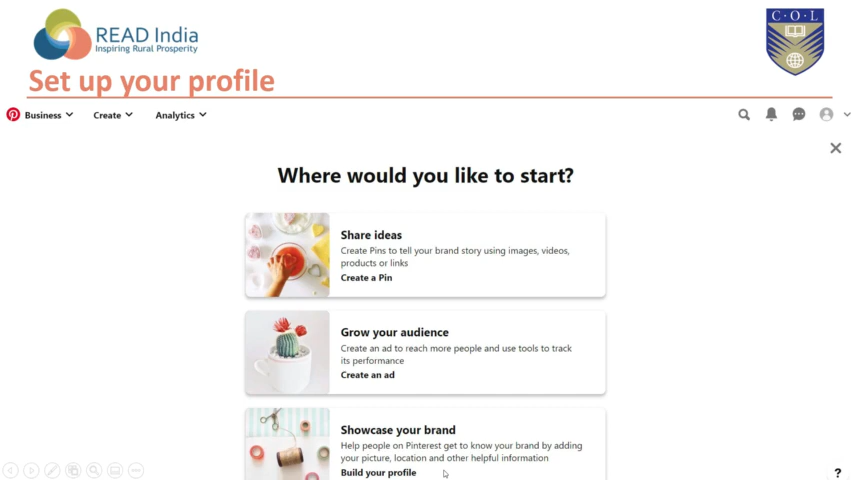 READ India
Inspiring Rural Prosperity
C.O.L
Set up your profile
Business
Create
Analytics
Where would you like to start?
Share ideas
Create Pins to tell your brand story using images, videos,
products or links
Create a Pin
Grow your audience
Create an ad to reach more people and use tools to track
its performance
Create an ad
Showcase your brand
Help people on Pinterest get to know your brand by adding
your picture, location and other helpful information
Build your profile
?